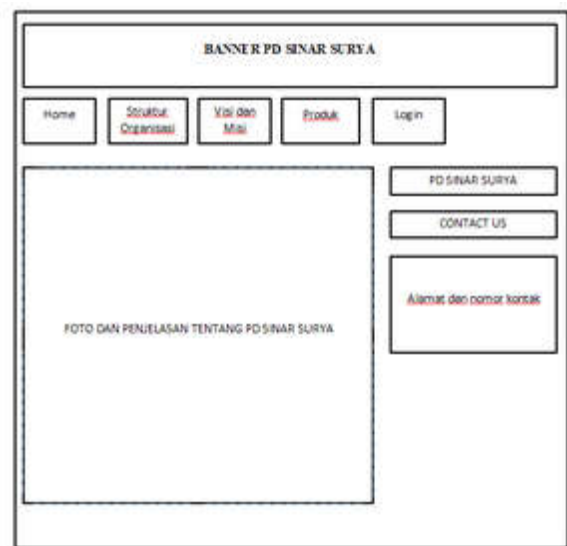 BANNER PD SINAR SURYA
Home
Struktur
Organisasi
Visi dan
Misi
Produk
Login
PD SINAR SURYA
CONTACT US
Alamat dan nomor kontak
FOTO DAN PENJELASAN TENTANG PD SINAR SURYA